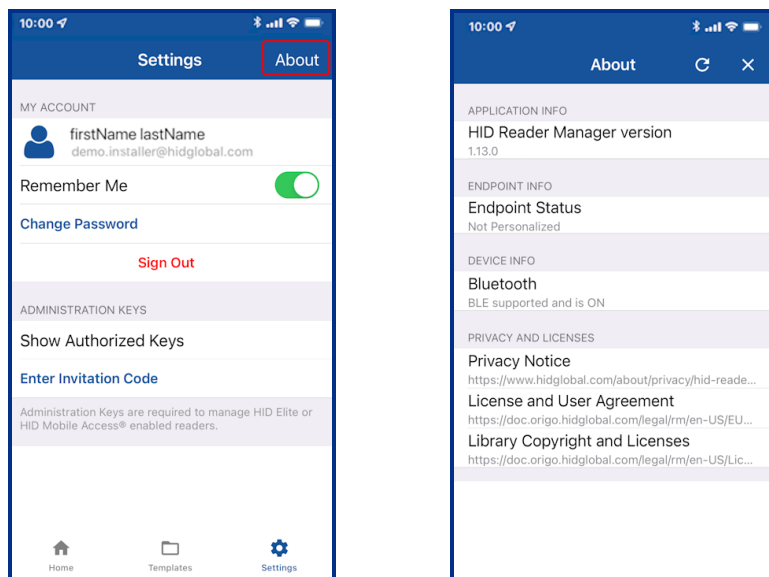 10:00
Settings
About
MY ACCOUNT
firstName lastName
demo.installer@hidglobal.com
Remember Me
Change Password
Sign Out
ADMINISTRATION KEYS
Show Authorized Keys
Enter Invitation Code
Administration Keys are required to manage HID Elite or
HID Mobile Access® enabled readers.
Home
Templates
Settings
10:00
About
APPLICATION INFO
HID Reader Manager version
1.13.0
ENDPOINT INFO
Endpoint Status
Not Personalized
DEVICE INFO
Bluetooth
BLE supported and is ON
PRIVACY AND LICENSES
Privacy Notice
https://www.hidglobal.com/about/privacy/hid-reade...
License and User Agreement
https://doc.origo.hidglobal.com/legal/rm/en-US/EU...
Library Copyright and Licenses
https://doc.origo.hidglobal.com/legal/rm/en-US/Lic...